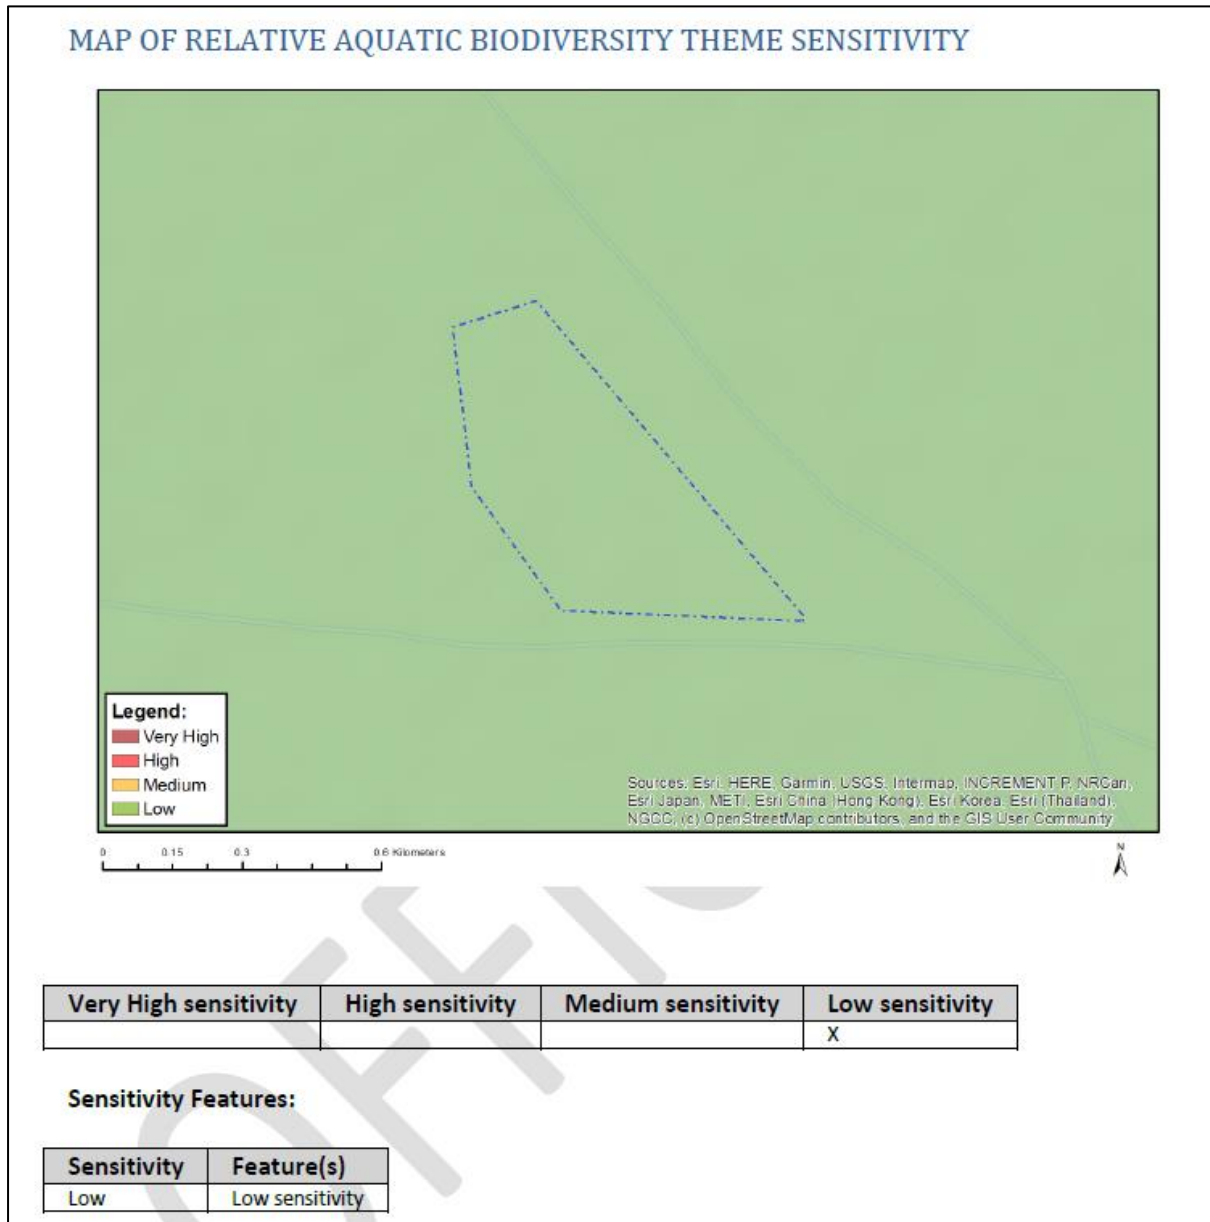 MAP OF RELATIVE AQUATIC BIODIVERSITY THEME SENSITIVITY
Legend:
Very High
High
Medium
Low
Sources: Esri, HERE, Garmin, USGS, Intermap, INCREMENT P, NRCan,
Esri Japan, METI, Esri China (Hong Kong), Esri Korea, Esri (Thailand),
NGCC, (c) OpenStreetMap contributors, and the GIS User Community
0 0.15 0.3 0.6 Kilometers
N
Very High sensitivity High sensitivity Medium sensitivity Low sensitivity
X
Sensitivity Features:
Sensitivity Feature(s)
Low Low sensitivity